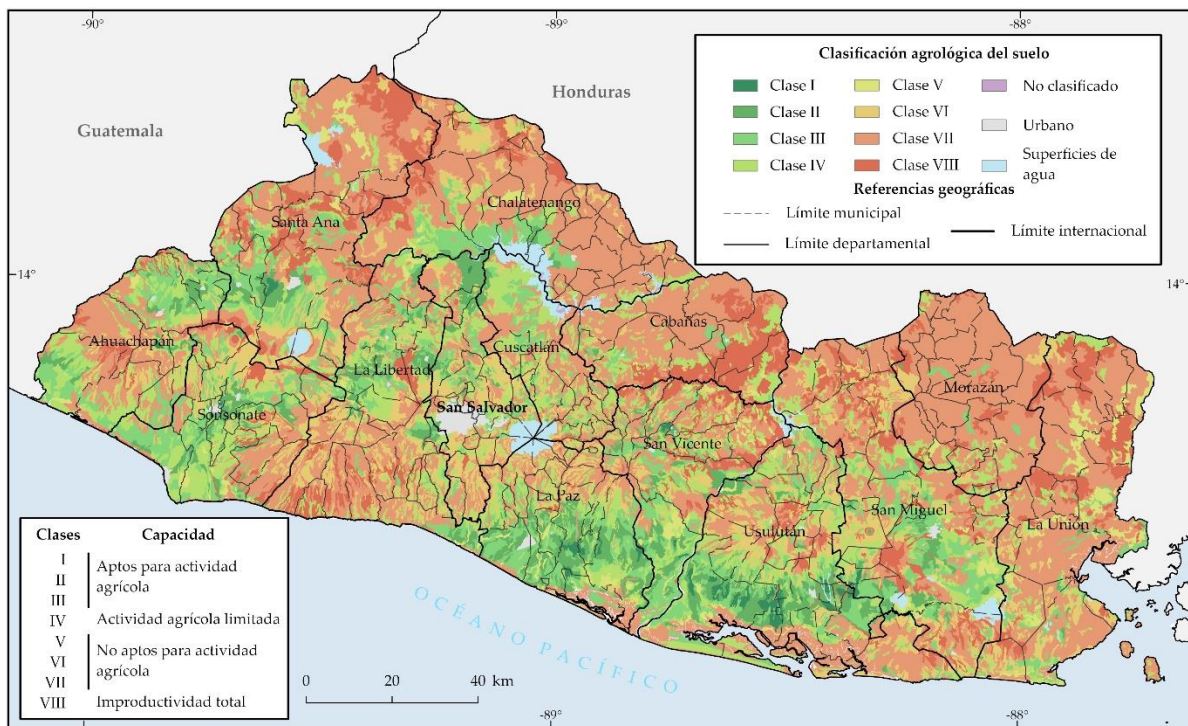 -90° -89° -88°
Guatemala
Honduras
Clasificación agrológica del suelo
Clase I Clase V No clasificado
Clase II Clase VI Urbano
Clase III Clase VII Superficies de
Clase IV Clase VIII agua
Referencias geográficas
Límite municipal Límite internacional
Límite departamental
14° 14°
Santa Ana
Chalatenango
Ahuachapán
Cabañas
Cuscatlán
La Libertad
Morazán
Sonsonate
San Salvador
San Vicente
La Paz
Usulután
San Miguel
La Unión
Clases Capacidad
I Aptos para actividad
II agrícola
III
IV Actividad agrícola limitada
V No aptos para actividad
VI agrícola
VII
VIII Improductividad total
OCÉANO PACÍFICO
0 20 40 km
-89° -88°